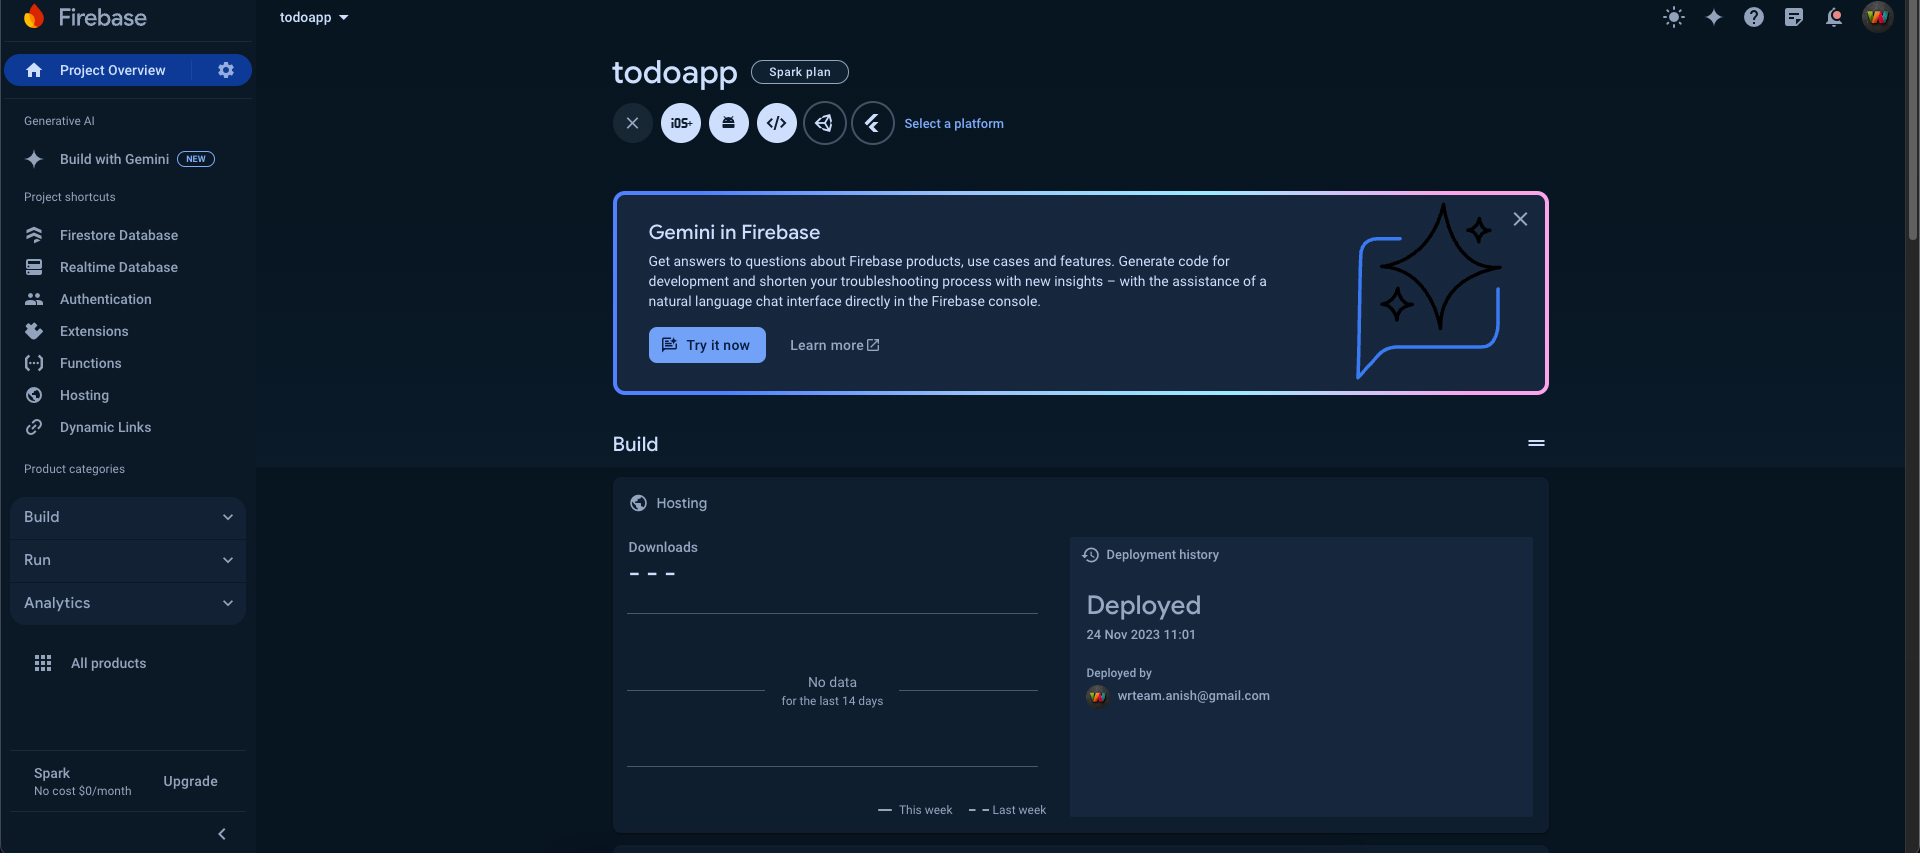 Firebase
Project Overview
Generative AI
Build with Gemini NEW
Project shortcuts
Firestore Database
Realtime Database
Authentication
Extensions
Functions
Hosting
Dynamic Links
Product categories
Build
Run
Analytics
All products
Spark
No cost $0/month
Upgrade
todoapp
todoapp Spark plan
iOS+
Select a platform
Gemini in Firebase
Get answers to questions about Firebase products, use cases and features. Generate code for
development and shorten your troubleshooting process with new insights – with the assistance of a
natural language chat interface directly in the Firebase console.
Try it now
Learn more
Build
Hosting
Downloads
- - -
No data
for the last 14 days
This week
Last week
Deployment history
Deployed
24 Nov 2023 11:01
Deployed by
wrteam.anish@gmail.com